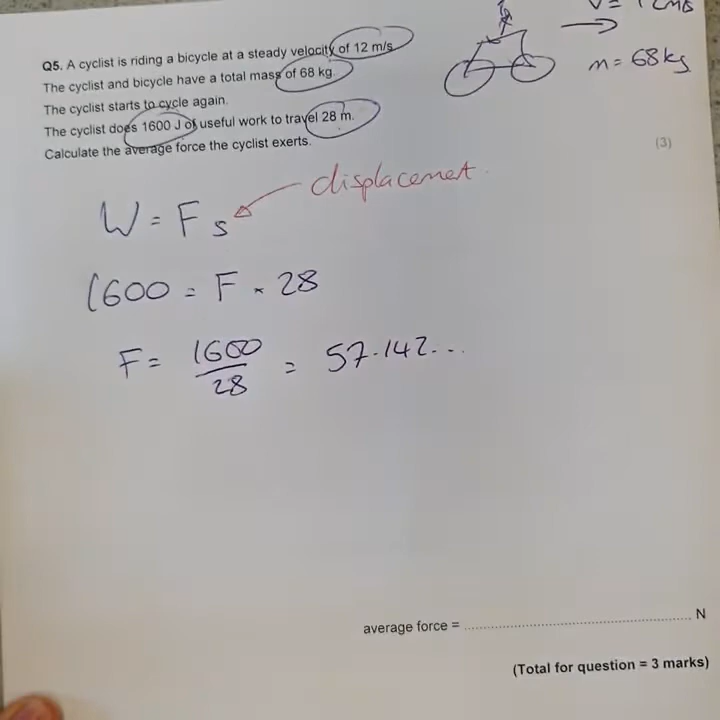 Q5. A cyclist is riding a bicycle at a steady velocity of 12 m/s.
The cyclist and bicycle have a total mass of 68 kg.
The cyclist starts to cycle again.
The cyclist does 1600 J of useful work to travel 28 m.
Calculate the average force the cyclist exerts.
m = 68kg
(3)
W = F s
displacement
1600 = F × 28
F = 1600/28 = 57.142...
average force = ........................................ N
(Total for question = 3 marks)